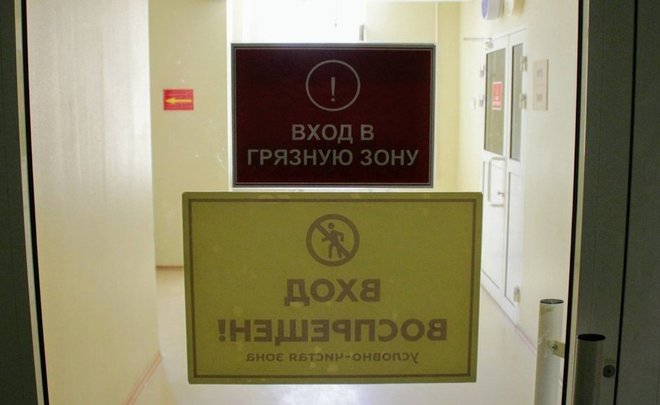 ВХОД В
ГРЯЗНУЮ ЗОНУ
ВХОД
ВОСПРЕЩЕН!
УСЛОВНО-ЧИСТАЯ ЗОНА